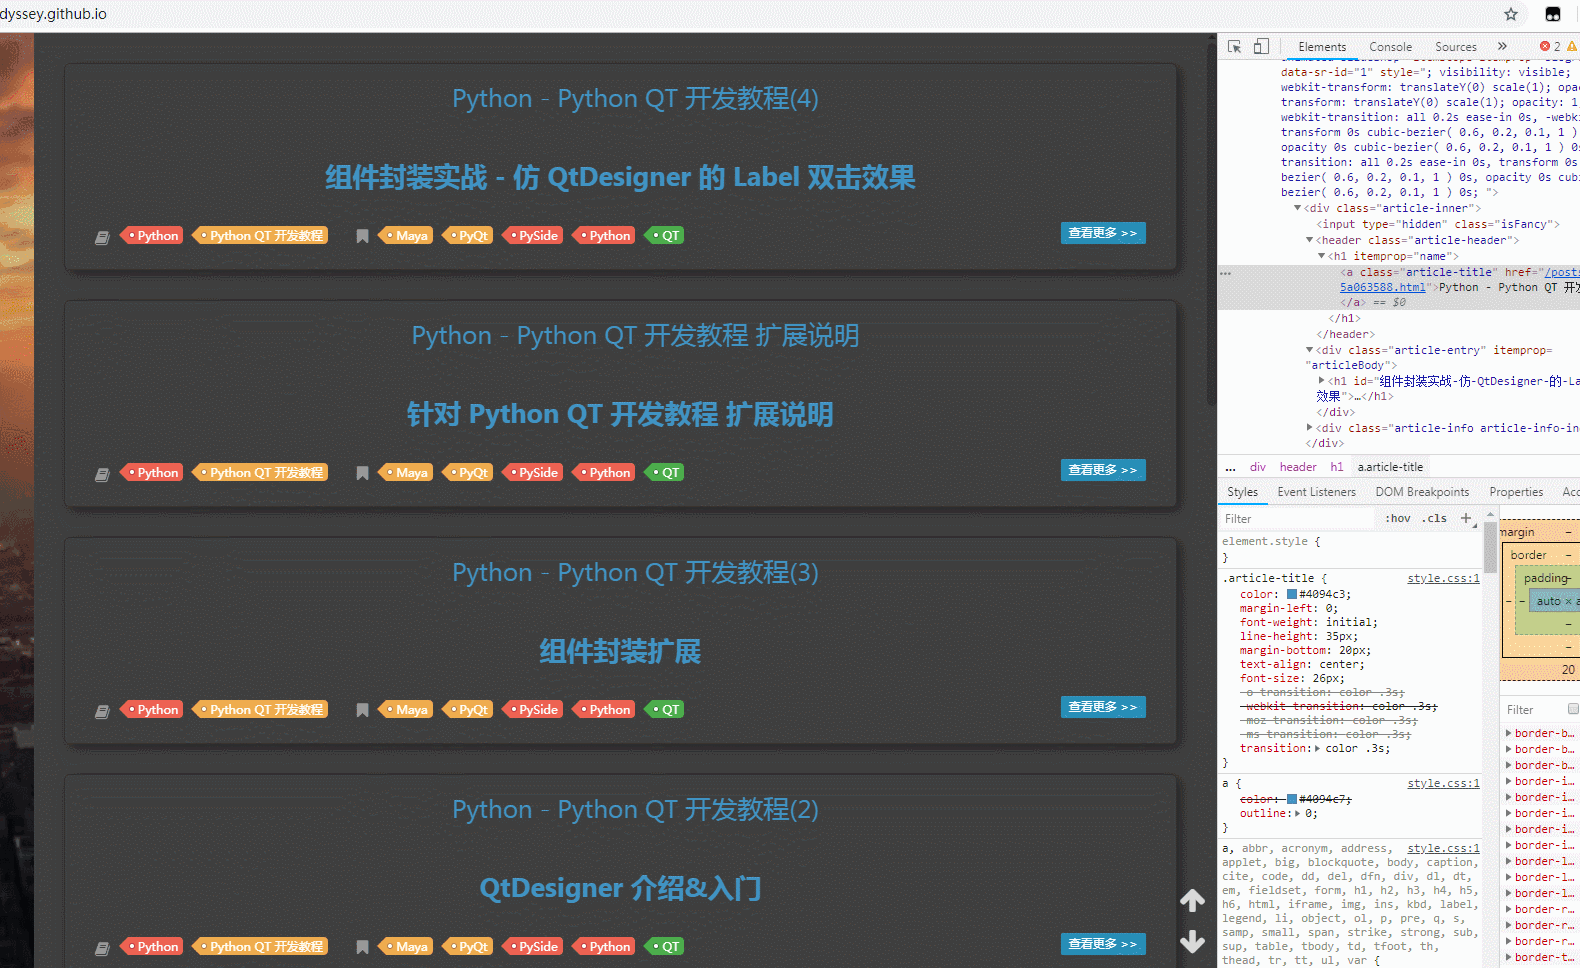 dyssey.github.io
Python - Python QT 开发教程(4)
组件封装实战 - 仿 QtDesigner 的 Label 双击效果
Python Python QT 开发教程 Maya PyQt PySide Python QT 查看更多 >>
Python - Python QT 开发教程 扩展说明
针对 Python QT 开发教程 扩展说明
Python Python QT 开发教程 Maya PyQt PySide Python QT 查看更多 >>
Python - Python QT 开发教程(3)
组件封装扩展
Python Python QT 开发教程 Maya PyQt PySide Python QT 查看更多 >>
Python - Python QT 开发教程(2)
QtDesigner 介绍&入门
Python Python QT 开发教程 Maya PyQt PySide Python QT 查看更多 >>
Elements Console Sources » 2
data-sr-id="1" style="; visibility: visible;
webkit-transform: translateY(0) scale(1); opac
transform: translateY(0) scale(1); opacity: 1
webkit-transition: all 0.2s ease-in 0s, -webk
transform 0s cubic-bezier( 0.6, 0.2, 0.1, 1 )
opacity 0s cubic-bezier( 0.6, 0.2, 0.1, 1 ) 0s
transition: all 0.2s ease-in 0s, transform 0s
bezier( 0.6, 0.2, 0.1, 1 ) 0s, opacity 0s cub
bezier( 0.6, 0.2, 0.1, 1 ) 0s; ">
<div class="article-inner">
<input type="hidden" class="isFancy">
<header class="article-header">
<h1 itemprop="name">
<a class="article-title" href="/posts
5a063588.html">Python - Python QT 开发
</a> == $0
</h1>
</header>
<div class="article-entry" itemprop=
"articleBody">
<h1 id="组件封装实战-仿-QtDesigner-的-La
效果">…</h1>
</div>
<div class="article-info article-info-in
</div>
... div header h1 a.article-title
Styles Event Listeners DOM Breakpoints Properties Acc
Filter :hov .cls +
element.style {
}
.article-title { style.css:1
color: #4094c3;
margin-left: 0;
font-weight: initial;
line-height: 35px;
margin-bottom: 20px;
text-align: center;
font-size: 26px;
-o-transition: color .3s;
-webkit-transition: color .3s;
-moz-transition: color .3s;
-ms-transition: color .3s;
transition: color .3s;
}
a { style.css:1
color: #4094c7;
outline: 0;
}
a, abbr, acronym, address, style.css:1
applet, big, blockquote, body, caption,
cite, code, dd, del, dfn, div, dl, dt,
em, fieldset, form, h1, h2, h3, h4, h5,
h6, html, iframe, img, ins, kbd, label,
legend, li, object, ol, p, pre, q, s,
samp, small, span, strike, strong, sub,
sup, table, tbody, td, tfoot, th,
thead, tr, tt, ul, var {
margin –
border –
padding–
– – auto × a
–
–
20
Filter
border-b…
border-b…
border-b…
border-i…
border-i…
border-i…
border-i…
border-i…
border-l…
border-l…
border-l…
border-r…
border-r…
border-r…
border-t…